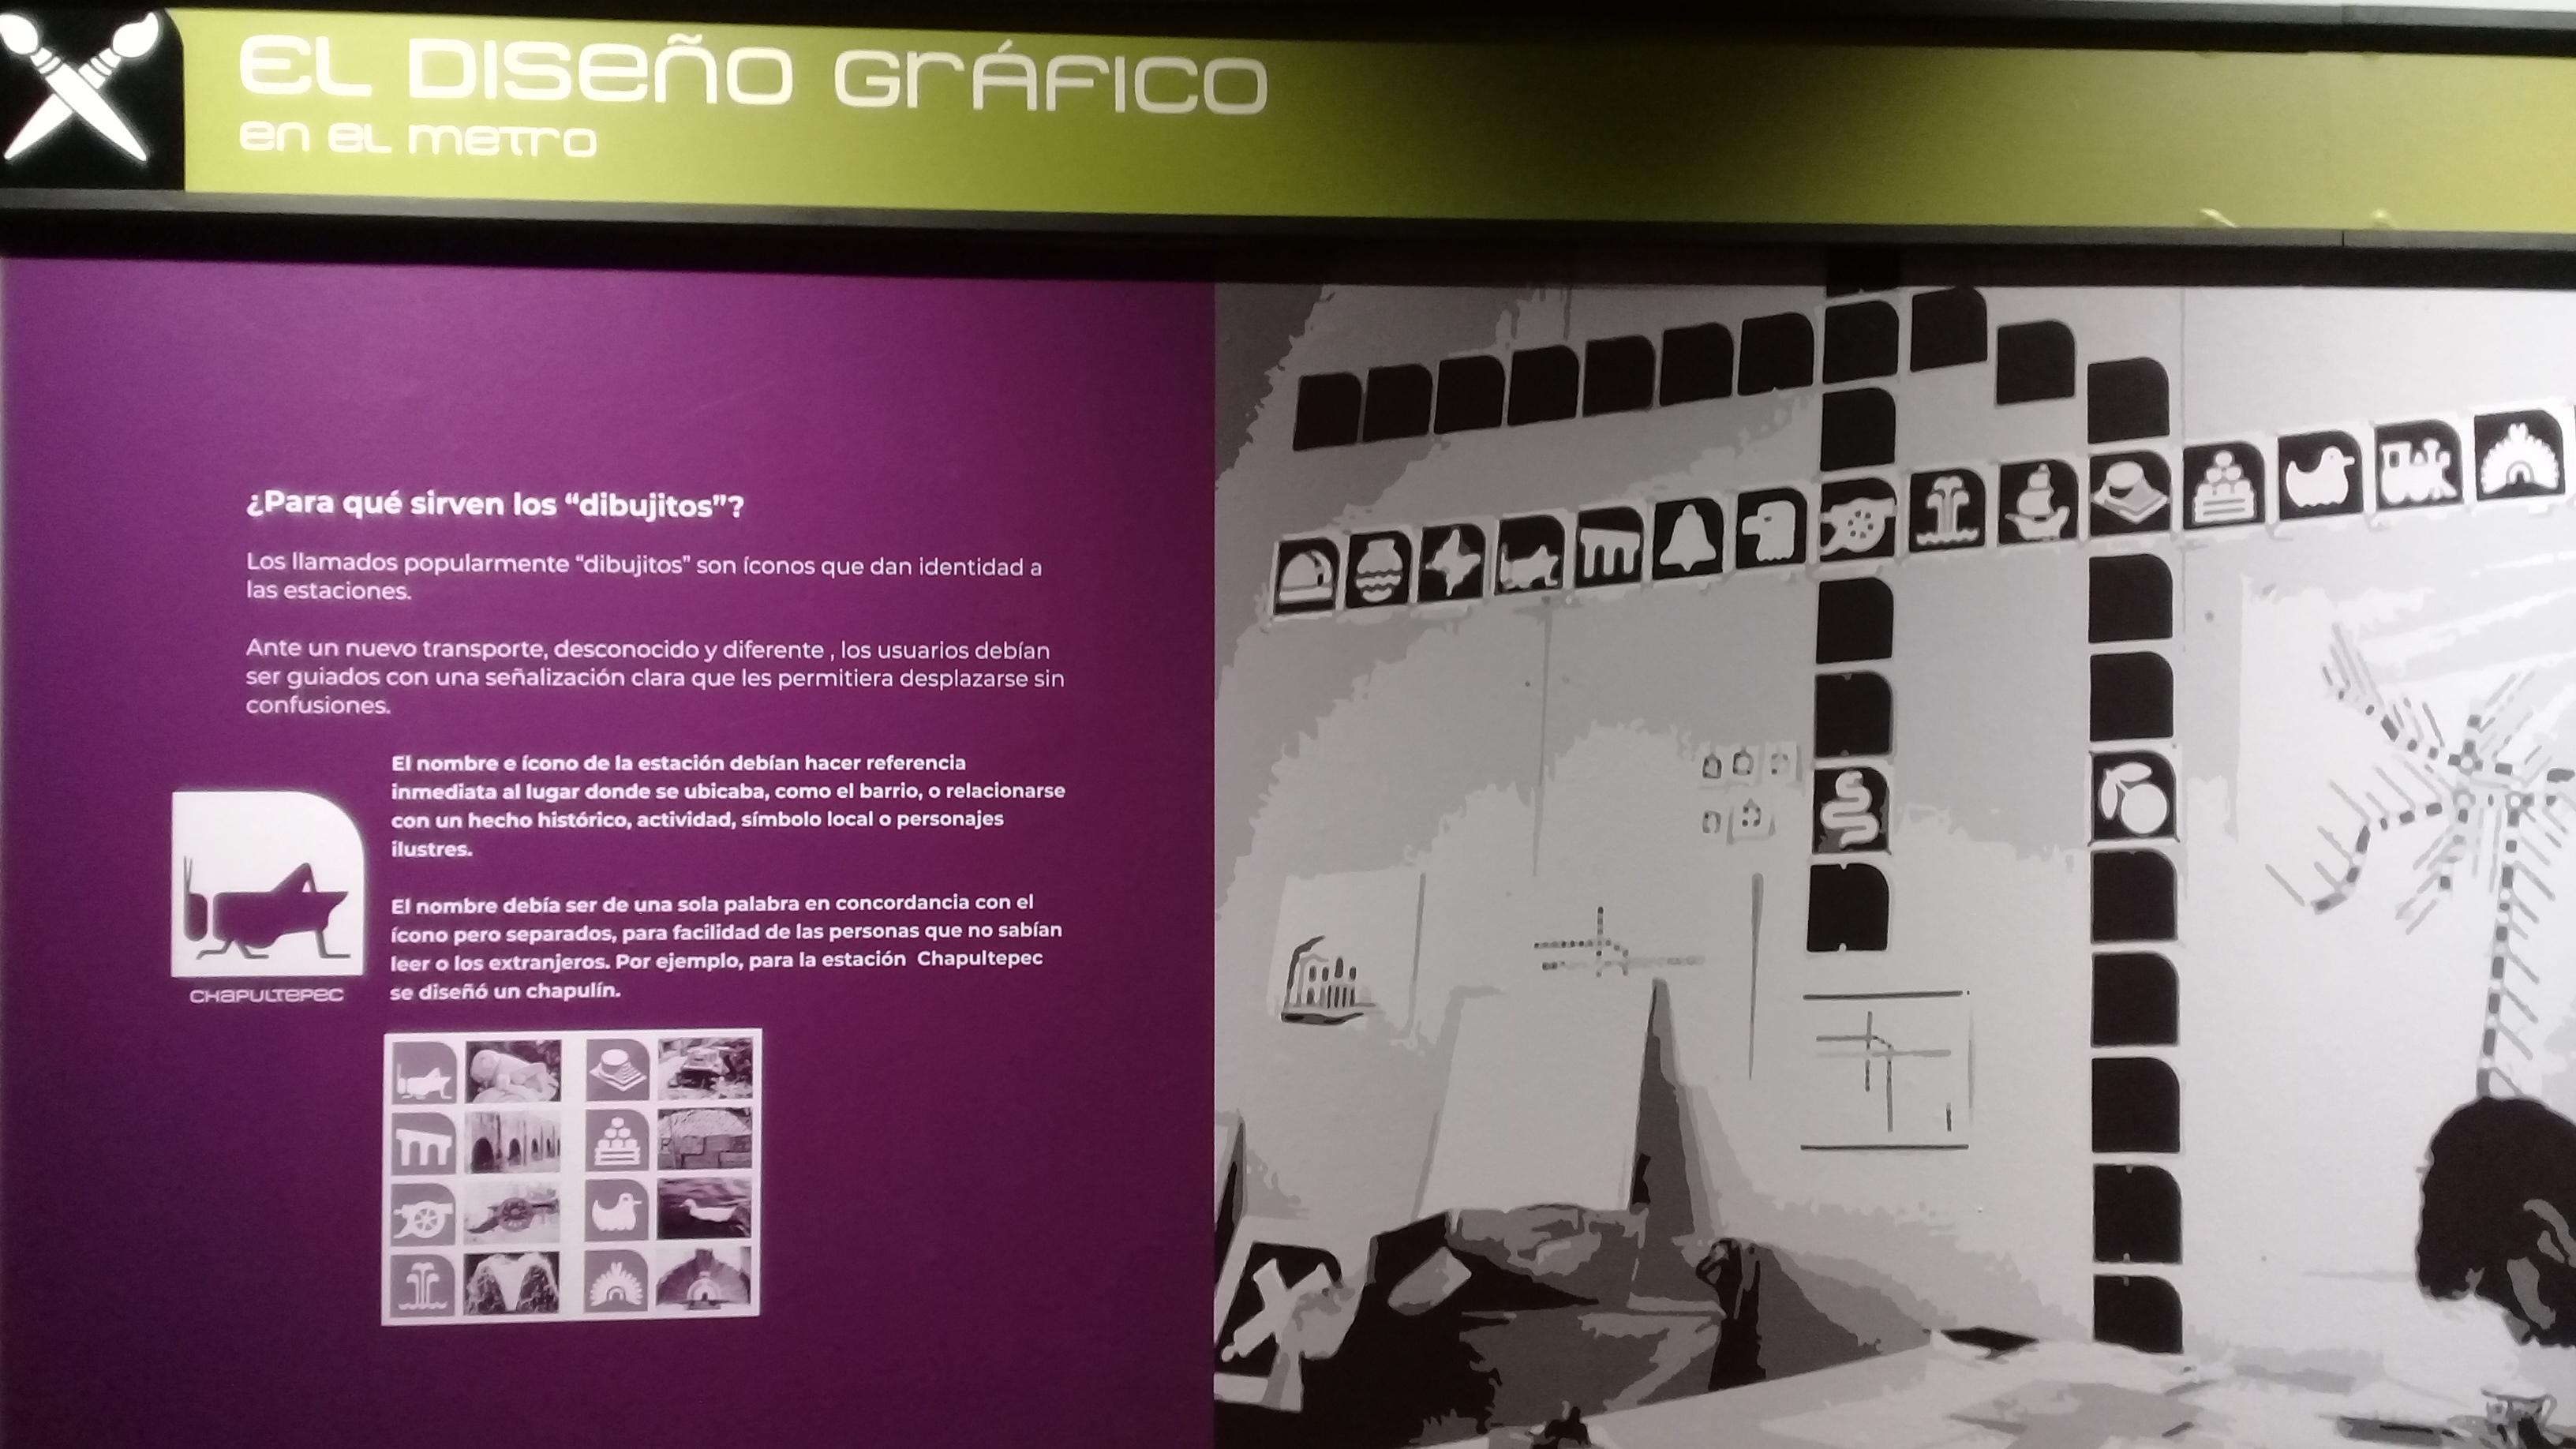 EL DISEÑO GRÁFICO
en el metro
¿Para qué sirven los “dibujitos”?
Los llamados popularmente “dibujitos” son íconos que dan identidad a
las estaciones.
Ante un nuevo transporte, desconocido y diferente , los usuarios debían
ser guiados con una señalización clara que les permitiera desplazarse sin
confusiones.
El nombre e ícono de la estación debían hacer referencia
inmediata al lugar donde se ubicaba, como el barrio, o relacionarse
con un hecho histórico, actividad, símbolo local o personajes
ilustres.
El nombre debía ser de una sola palabra en concordancia con el
ícono pero separados, para facilidad de las personas que no sabían
leer o los extranjeros. Por ejemplo, para la estación Chapultepec
se diseñó un chapulín.
CHAPULTEPEC